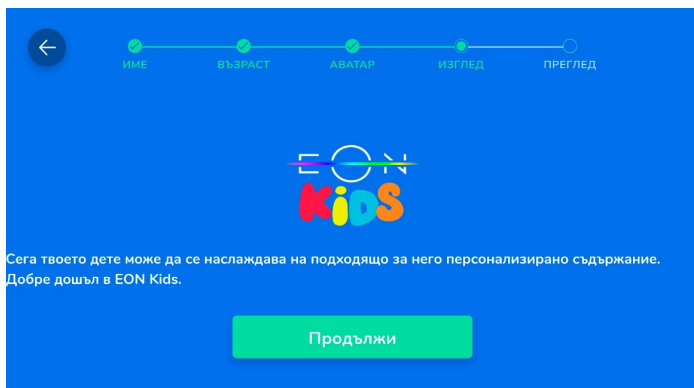 ИМЕ
ВЪЗРАСТ
АВАТАР
ИЗГЛЕД
ПРЕГЛЕД
EON
KiDS
Сега твоето дете може да се наслаждава на подходящо за него персонализирано съдържание.
Добре дошъл в EON Kids.
Продължи